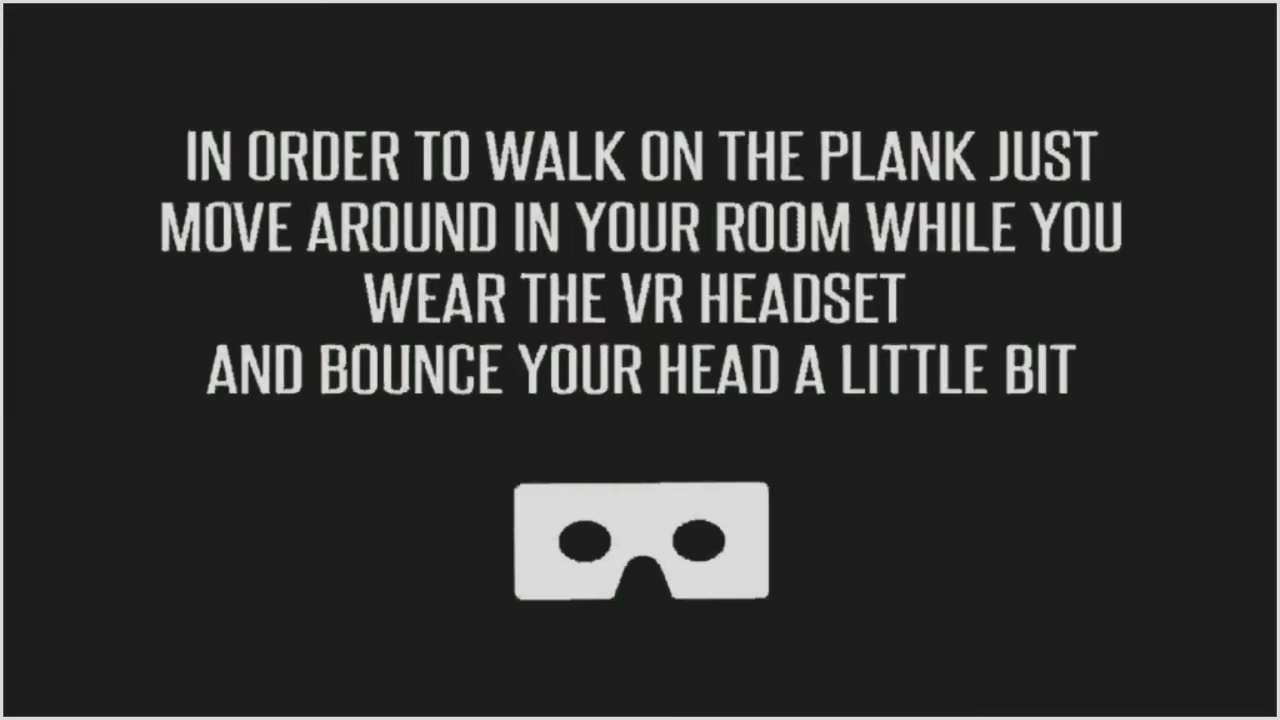 IN ORDER TO WALK ON THE PLANK JUST
MOVE AROUND IN YOUR ROOM WHILE YOU
WEAR THE VR HEADSET
AND BOUNCE YOUR HEAD A LITTLE BIT